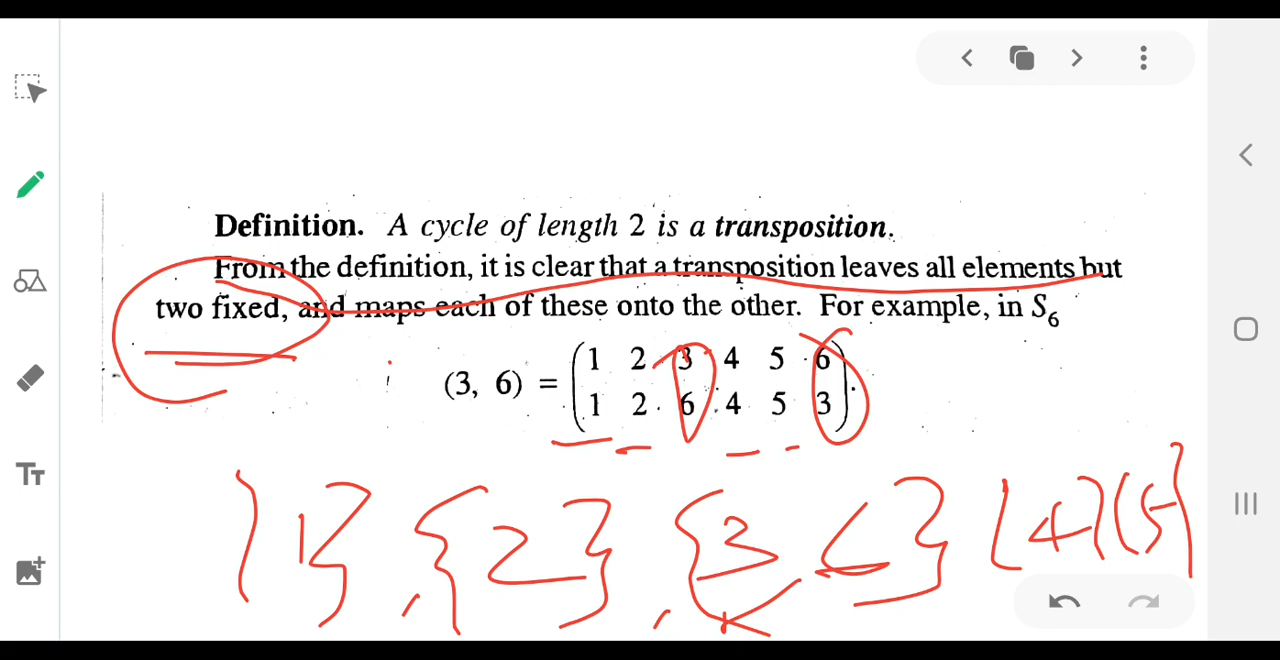 Definition. A cycle of length 2 is a transposition.
From the definition, it is clear that a transposition leaves all elements but
two fixed, and maps each of these onto the other. For example, in S₆
1 2 3 4 5 6
(3, 6) =
1 2 6 4 5 3
{1}, {2}, {3, 6} {4} {5}
TT